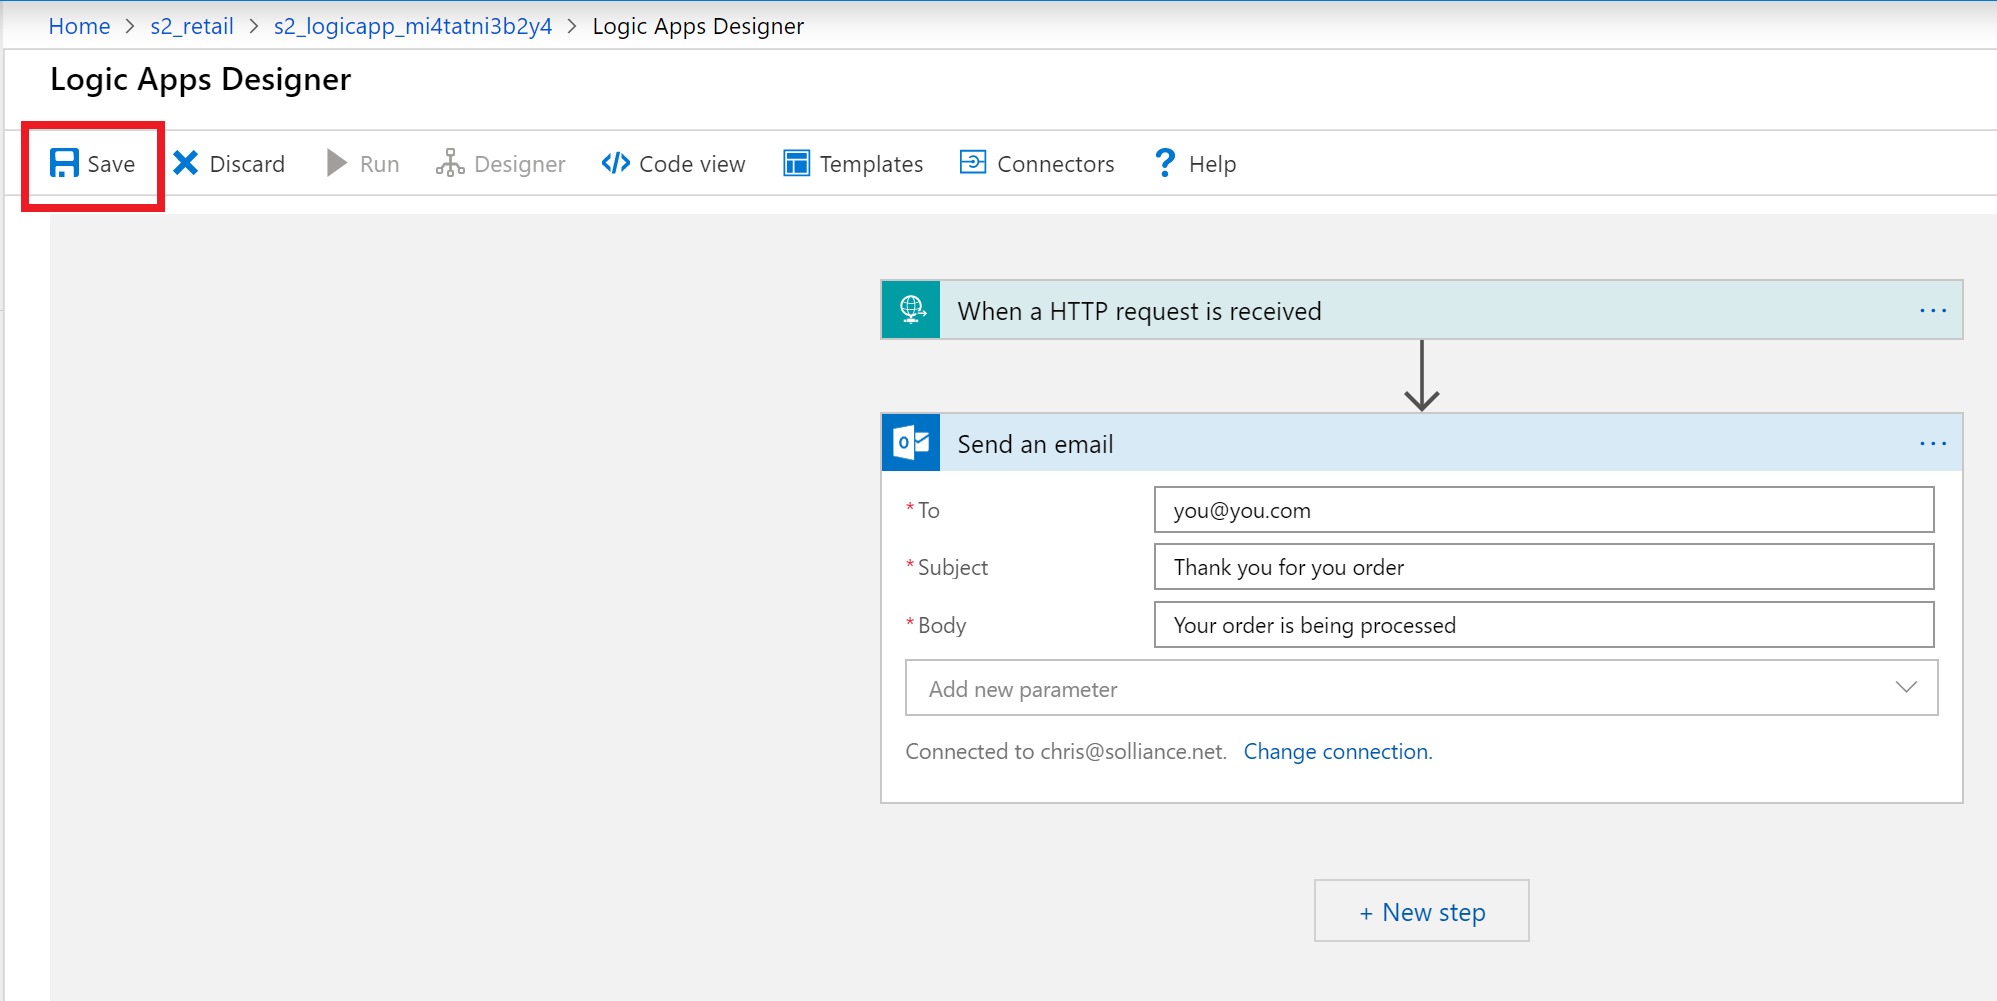 Home > s2_retail > s2_logicapp_mi4tatni3b2y4 > Logic Apps Designer
Logic Apps Designer
Save Discard Run Designer Code view Templates Connectors Help
When a HTTP request is received ...
Send an email ...
* To you@you.com
* Subject Thank you for you order
* Body Your order is being processed
Add new parameter
Connected to chris@solliance.net. Change connection.
+ New step